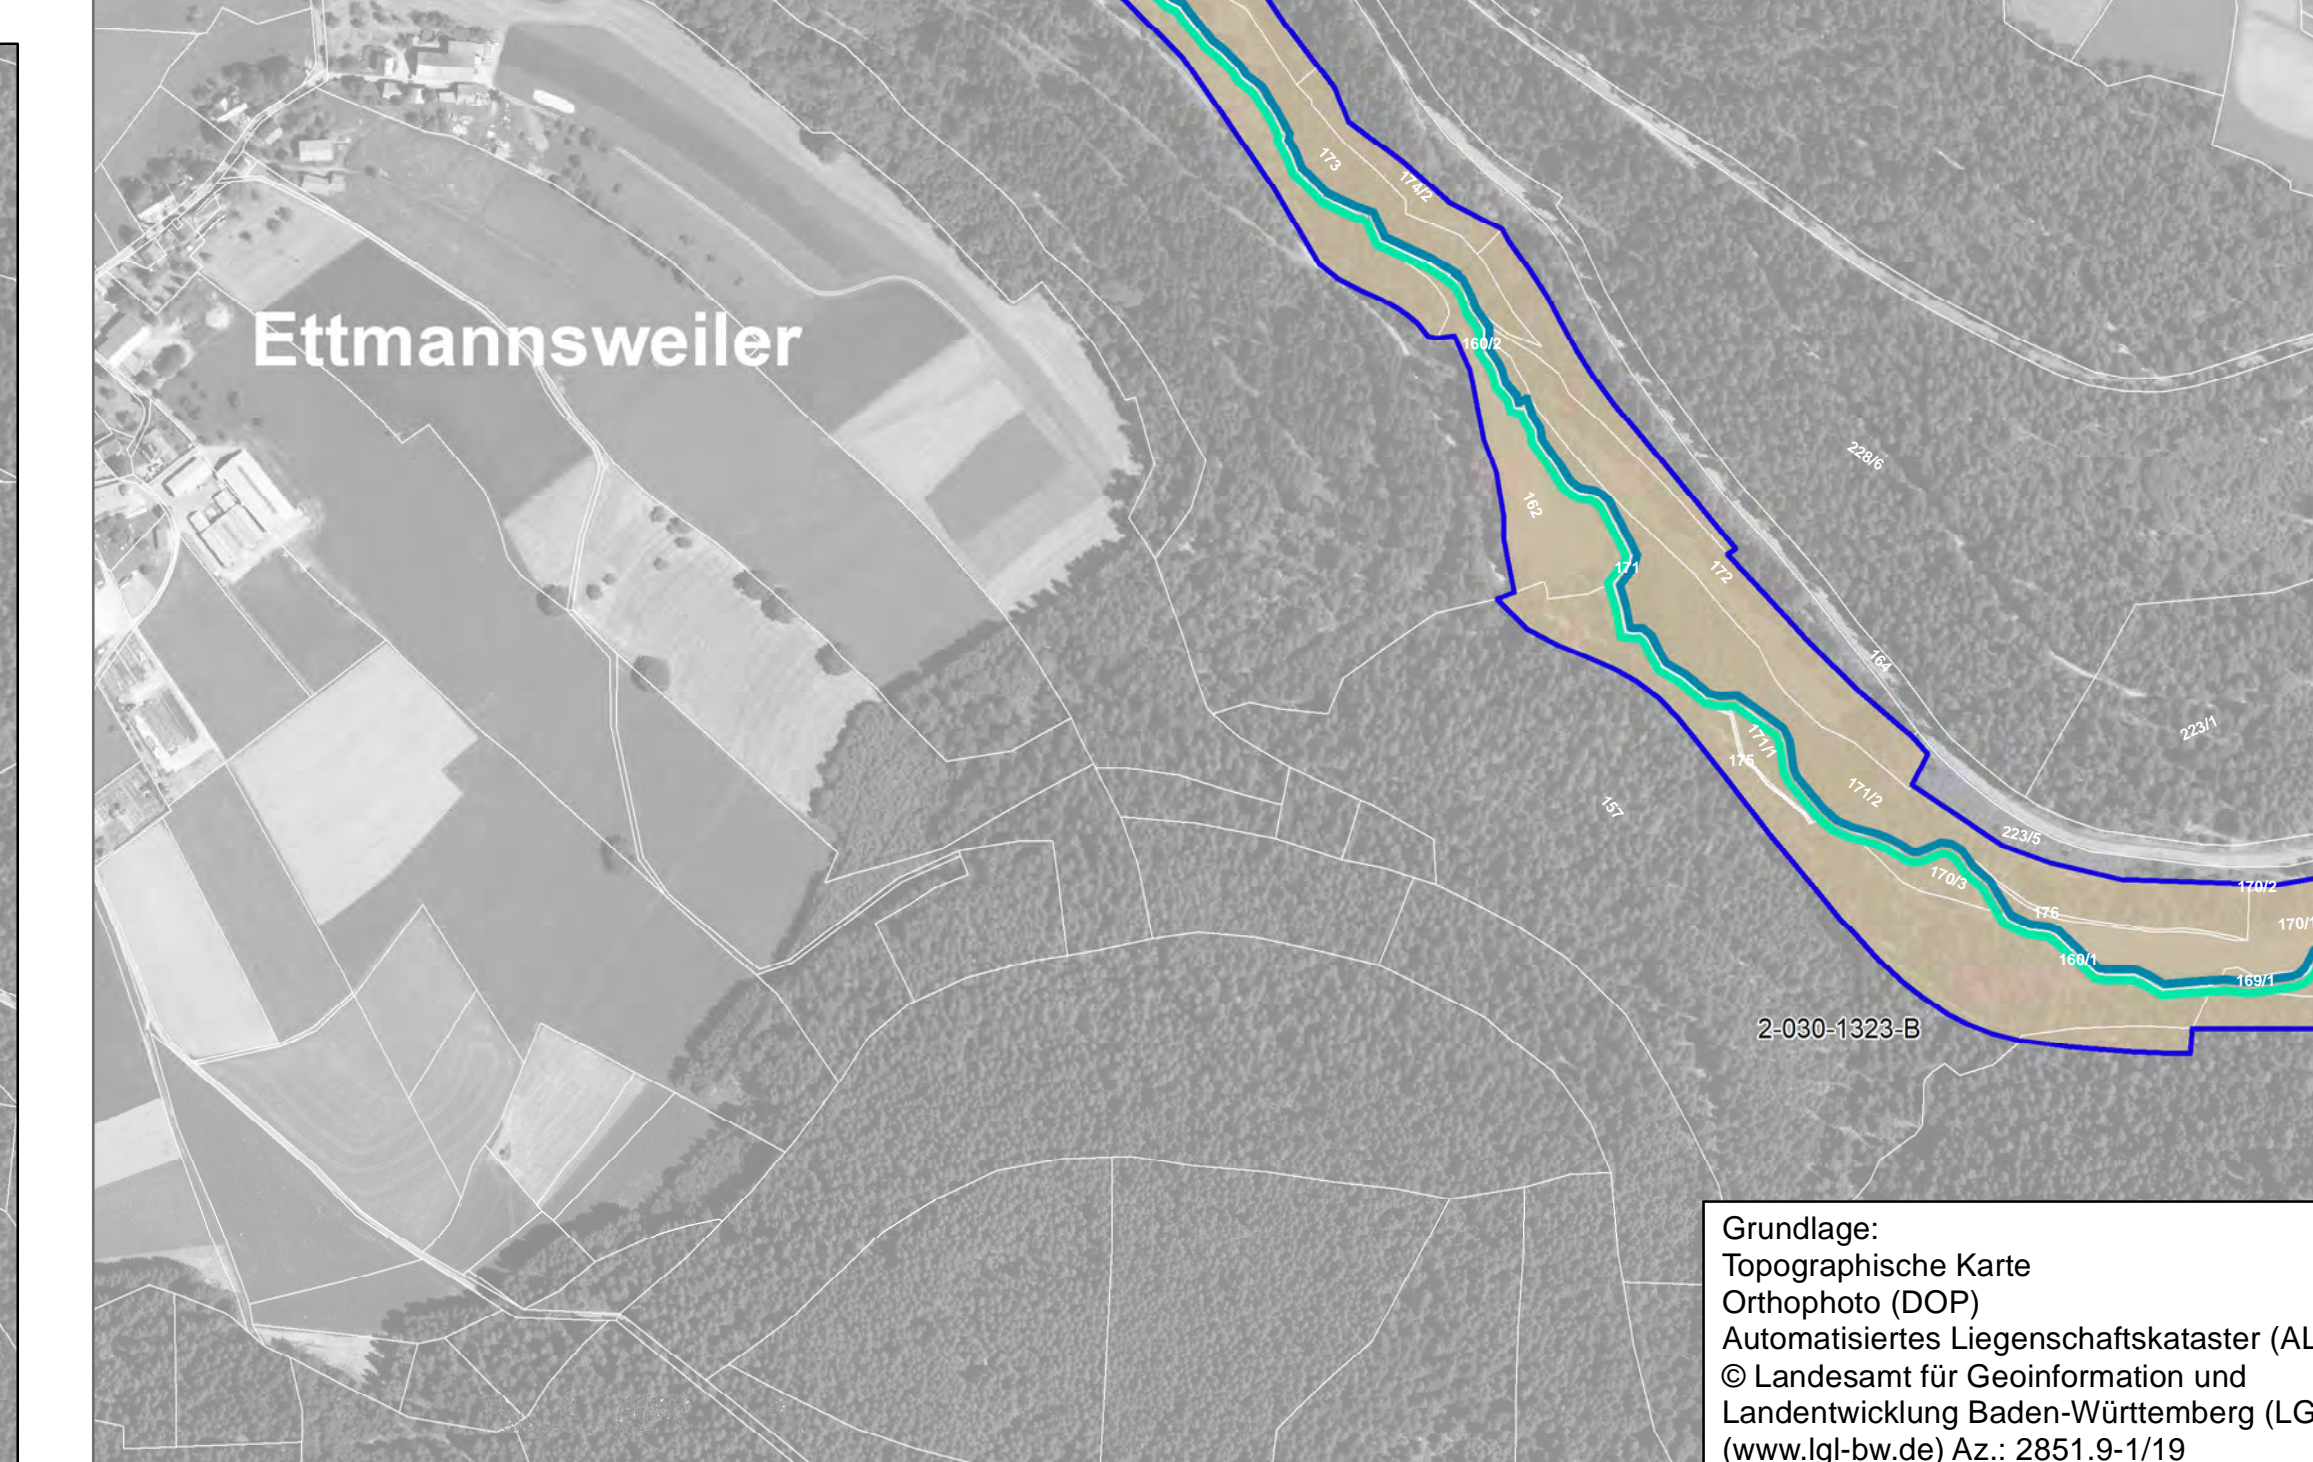 173
174/2
Ettmannsweiler
160/2
228/6
162
171
172
164
223/1
171/1
175
171/2
157
223/5
170/3
170/2
176
170/1
160/1
169/1
2-030-1323-B
Grundlage:
Topographische Karte
Orthophoto (DOP)
Automatisiertes Liegenschaftskataster (AL
© Landesamt für Geoinformation und
Landentwicklung Baden-Württemberg (LG
(www.lgl-bw.de) Az.: 2851.9-1/19